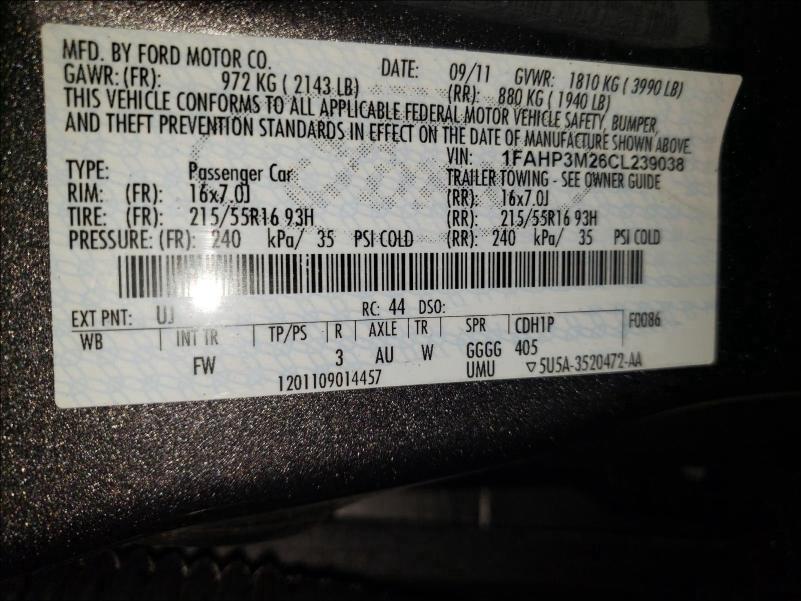 MFD. BY FORD MOTOR CO.
DATE: 09/11 GVWR: 1810 KG ( 3990 LB)
GAWR: (FR): 972 KG ( 2143 LB) (RR): 880 KG ( 1940 LB)
THIS VEHICLE CONFORMS TO ALL APPLICABLE FEDERAL MOTOR VEHICLE SAFETY, BUMPER,
AND THEFT PREVENTION STANDARDS IN EFFECT ON THE DATE OF MANUFACTURE SHOWN ABOVE.
VIN: 1FAHP3M26CL239038
TYPE: Passenger Car TRAILER TOWING - SEE OWNER GUIDE
RIM: (FR): 16x7.0J (RR): 16x7.0J
TIRE: (FR): 215/55R16 93H (RR): 215/55R16 93H
PRESSURE: (FR): 240 kPa/ 35 PSI COLD (RR): 240 kPa/ 35 PSI COLD
EXT PNT: UJ RC: 44 DSO:
WB INT TR TP/PS R AXLE TR SPR CDH1P F0086
FW 3 AU W GGGG 405
UMU ▽5U5A-3520472-AA
1201109014457